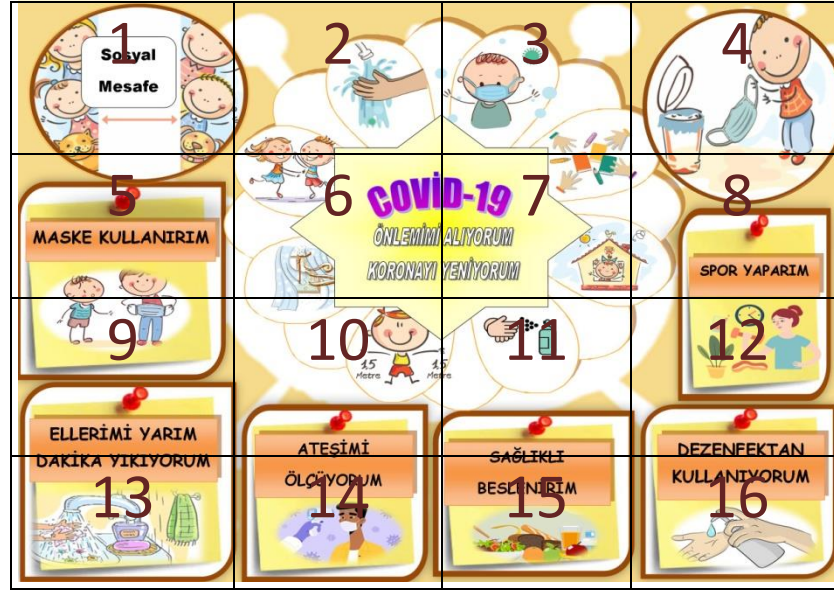 1
Sosyal
Mesafe
2
3
4
5
MASKE KULLANIRIM
6
7
COVİD-19
ÖNLEMİMİ ALIYORUM
KORONAYI YENİYORUM
8
SPOR YAPARIM
9
10
1.5
Metre
1.5
Metre
11
12
ELLERİMİ YARIM
DAKİKA YIKIYORUM
13
ATEŞİMİ
ÖLÇÜYORUM
14
SAĞLIKLI
BESLENİRİM
15
DEZENFEKTAN
KULLANIYORUM
16